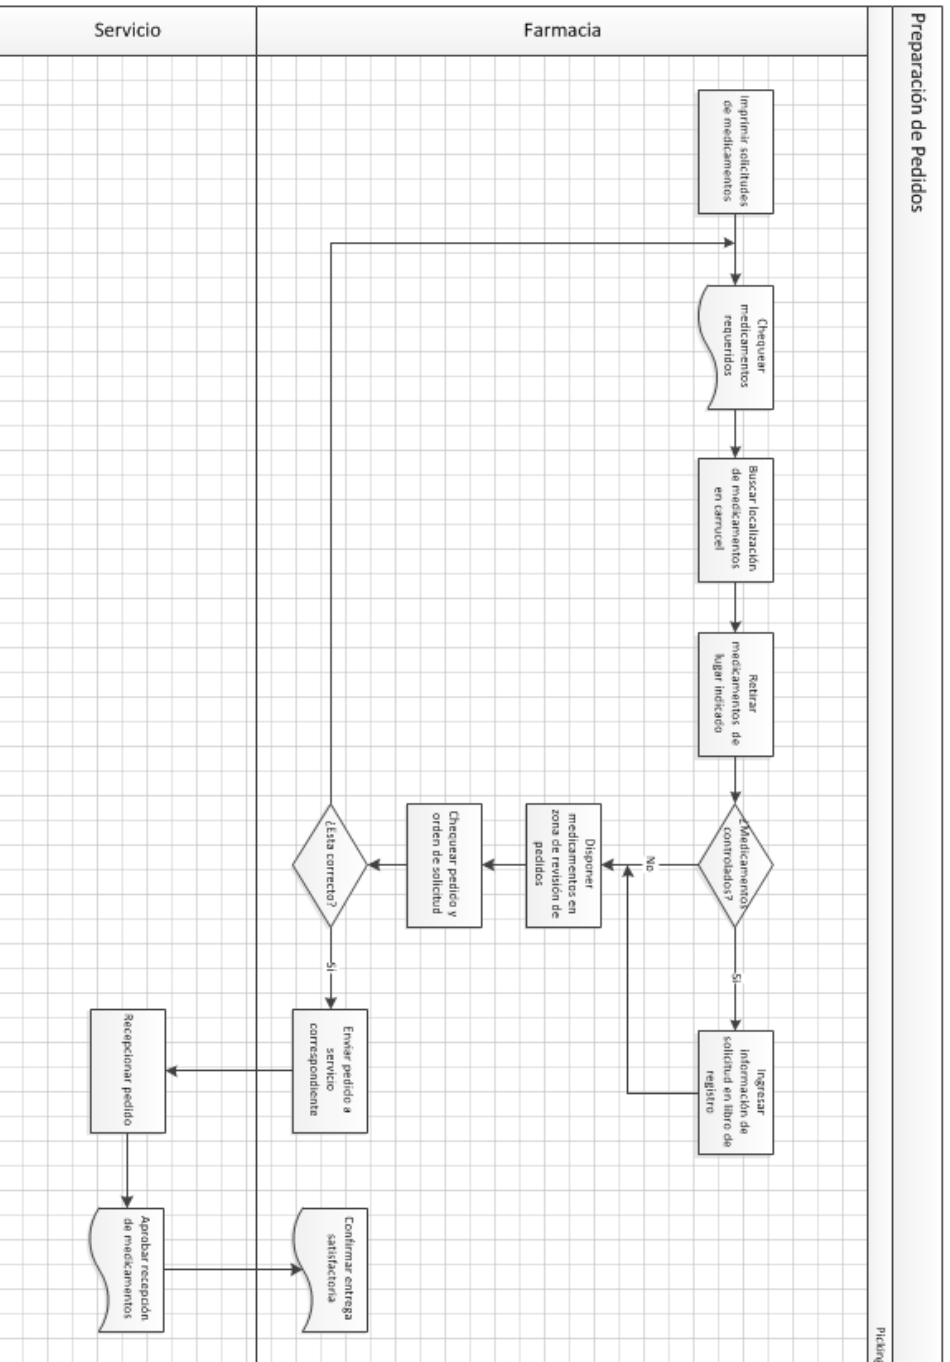 Preparación de Pedidos
Picking
Farmacia
Servicio
Imprimir solicitudes
de medicamentos
Chequear
medicamentos
requeridos
Buscar localización
de medicamentos
en carrucel
Retirar
medicamentos de
lugar indicado
¿Medicamentos
controlados?
Si
Ingresar
información de
solicitud en libro de
registro
No
Disponer
medicamentos en
zona de revisión de
pedidos
Chequear pedido y
orden de solicitud
¿Esta correcto?
Si
Enviar pedido a
servicio
correspondiente
Recepcionar pedido
Aprobar recepción
de medicamentos
Confirmar entrega
satisfactoria